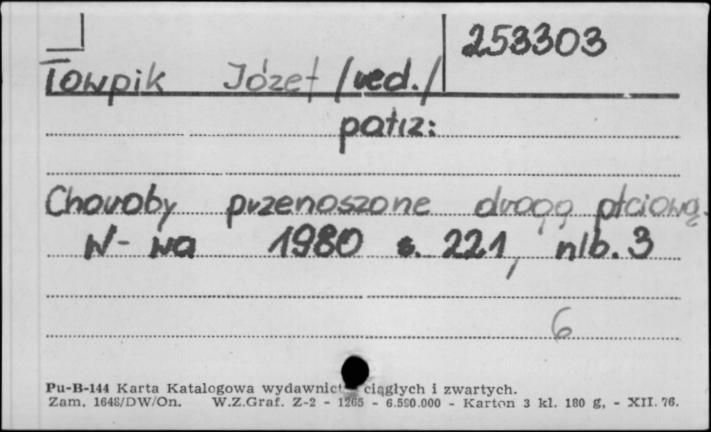 253303
Towpik Józef /red./
patrz:
Choroby przenoszone drogą płciową.
W-wa 1980 s. 221, nlb. 3
6
Pu-B-144 Karta Katalogowa wydawnict ciągłych i zwartych.
Zam. 1648/DW/On. W.Z.Graf. Z-2 - 1265 - 6.500.000 - Karton 3 kl. 180 g, - XII. 76.